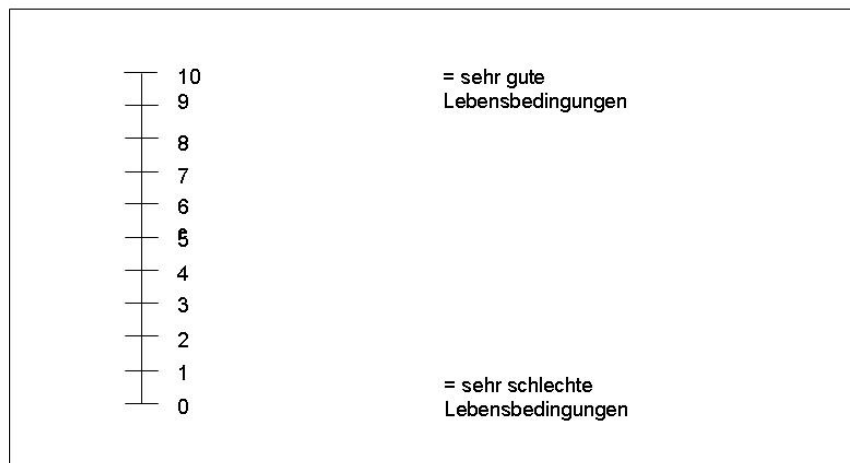 10
= sehr gute
9
Lebensbedingungen
8
7
6
5
4
3
2
1
= sehr schlechte
0
Lebensbedingungen